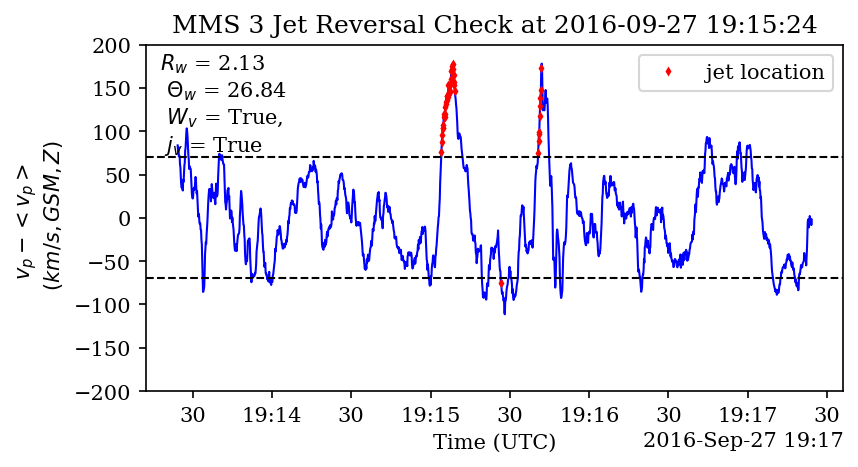 MMS 3 Jet Reversal Check at 2016-09-27 19:15:24
R_w = 2.13
Θ_w = 26.84
W_v = True,
j_v = True
jet location
v_p − < v_p >
(km/s, GSM, Z)
200
150
100
50
0
−50
−100
−150
−200
30 19:14 30 19:15 30 19:16 30 19:17 30
Time (UTC)
2016-Sep-27 19:17